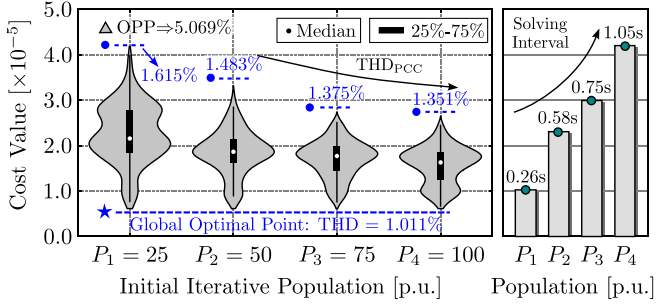 Cost Value [×10⁻⁵]
5.0
4.0
3.0
2.0
1.0
0.0
OPP⇒5.069%
Median
25%-75%
1.615%
1.483%
THD_PCC
1.375%
1.351%
Global Optimal Point: THD = 1.011%
P₁ = 25
P₂ = 50
P₃ = 75
P₄ = 100
Initial Iterative Population [p.u.]
Solving
Interval
1.05s
0.75s
0.58s
0.26s
P₁
P₂
P₃
P₄
Population [p.u.]